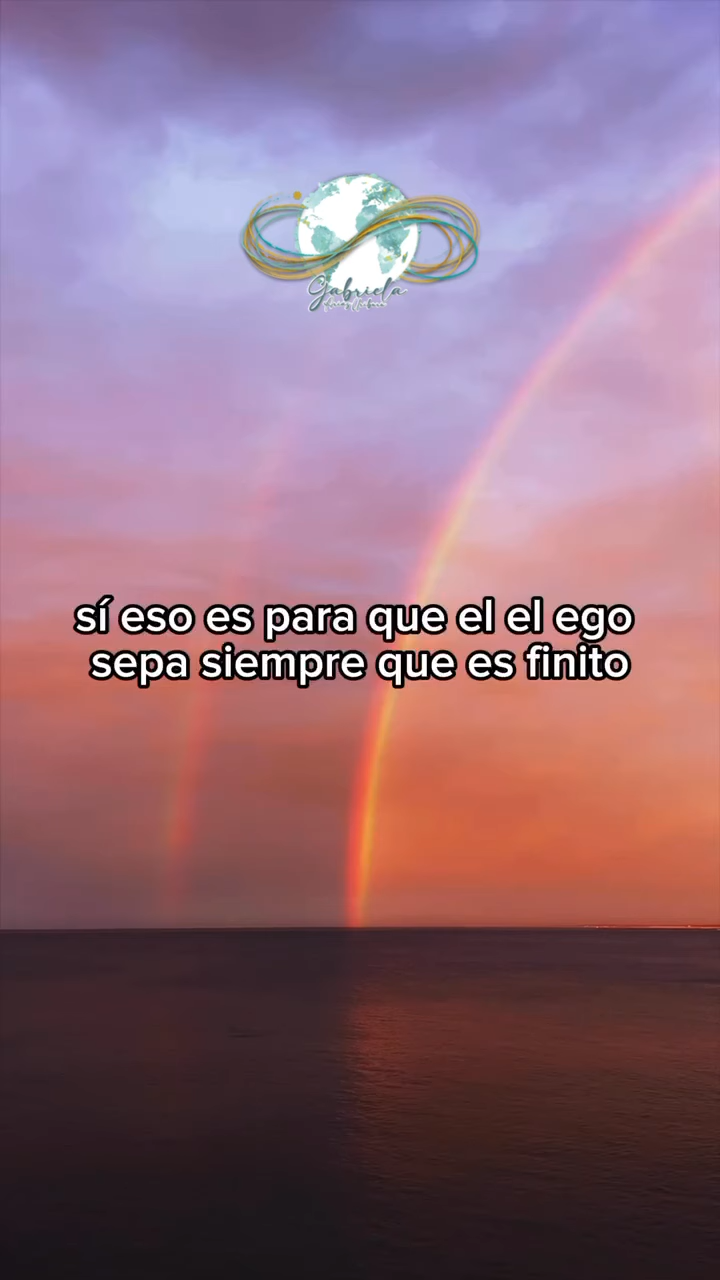 Gabriela
sí eso es para que el el ego
sepa siempre que es finito